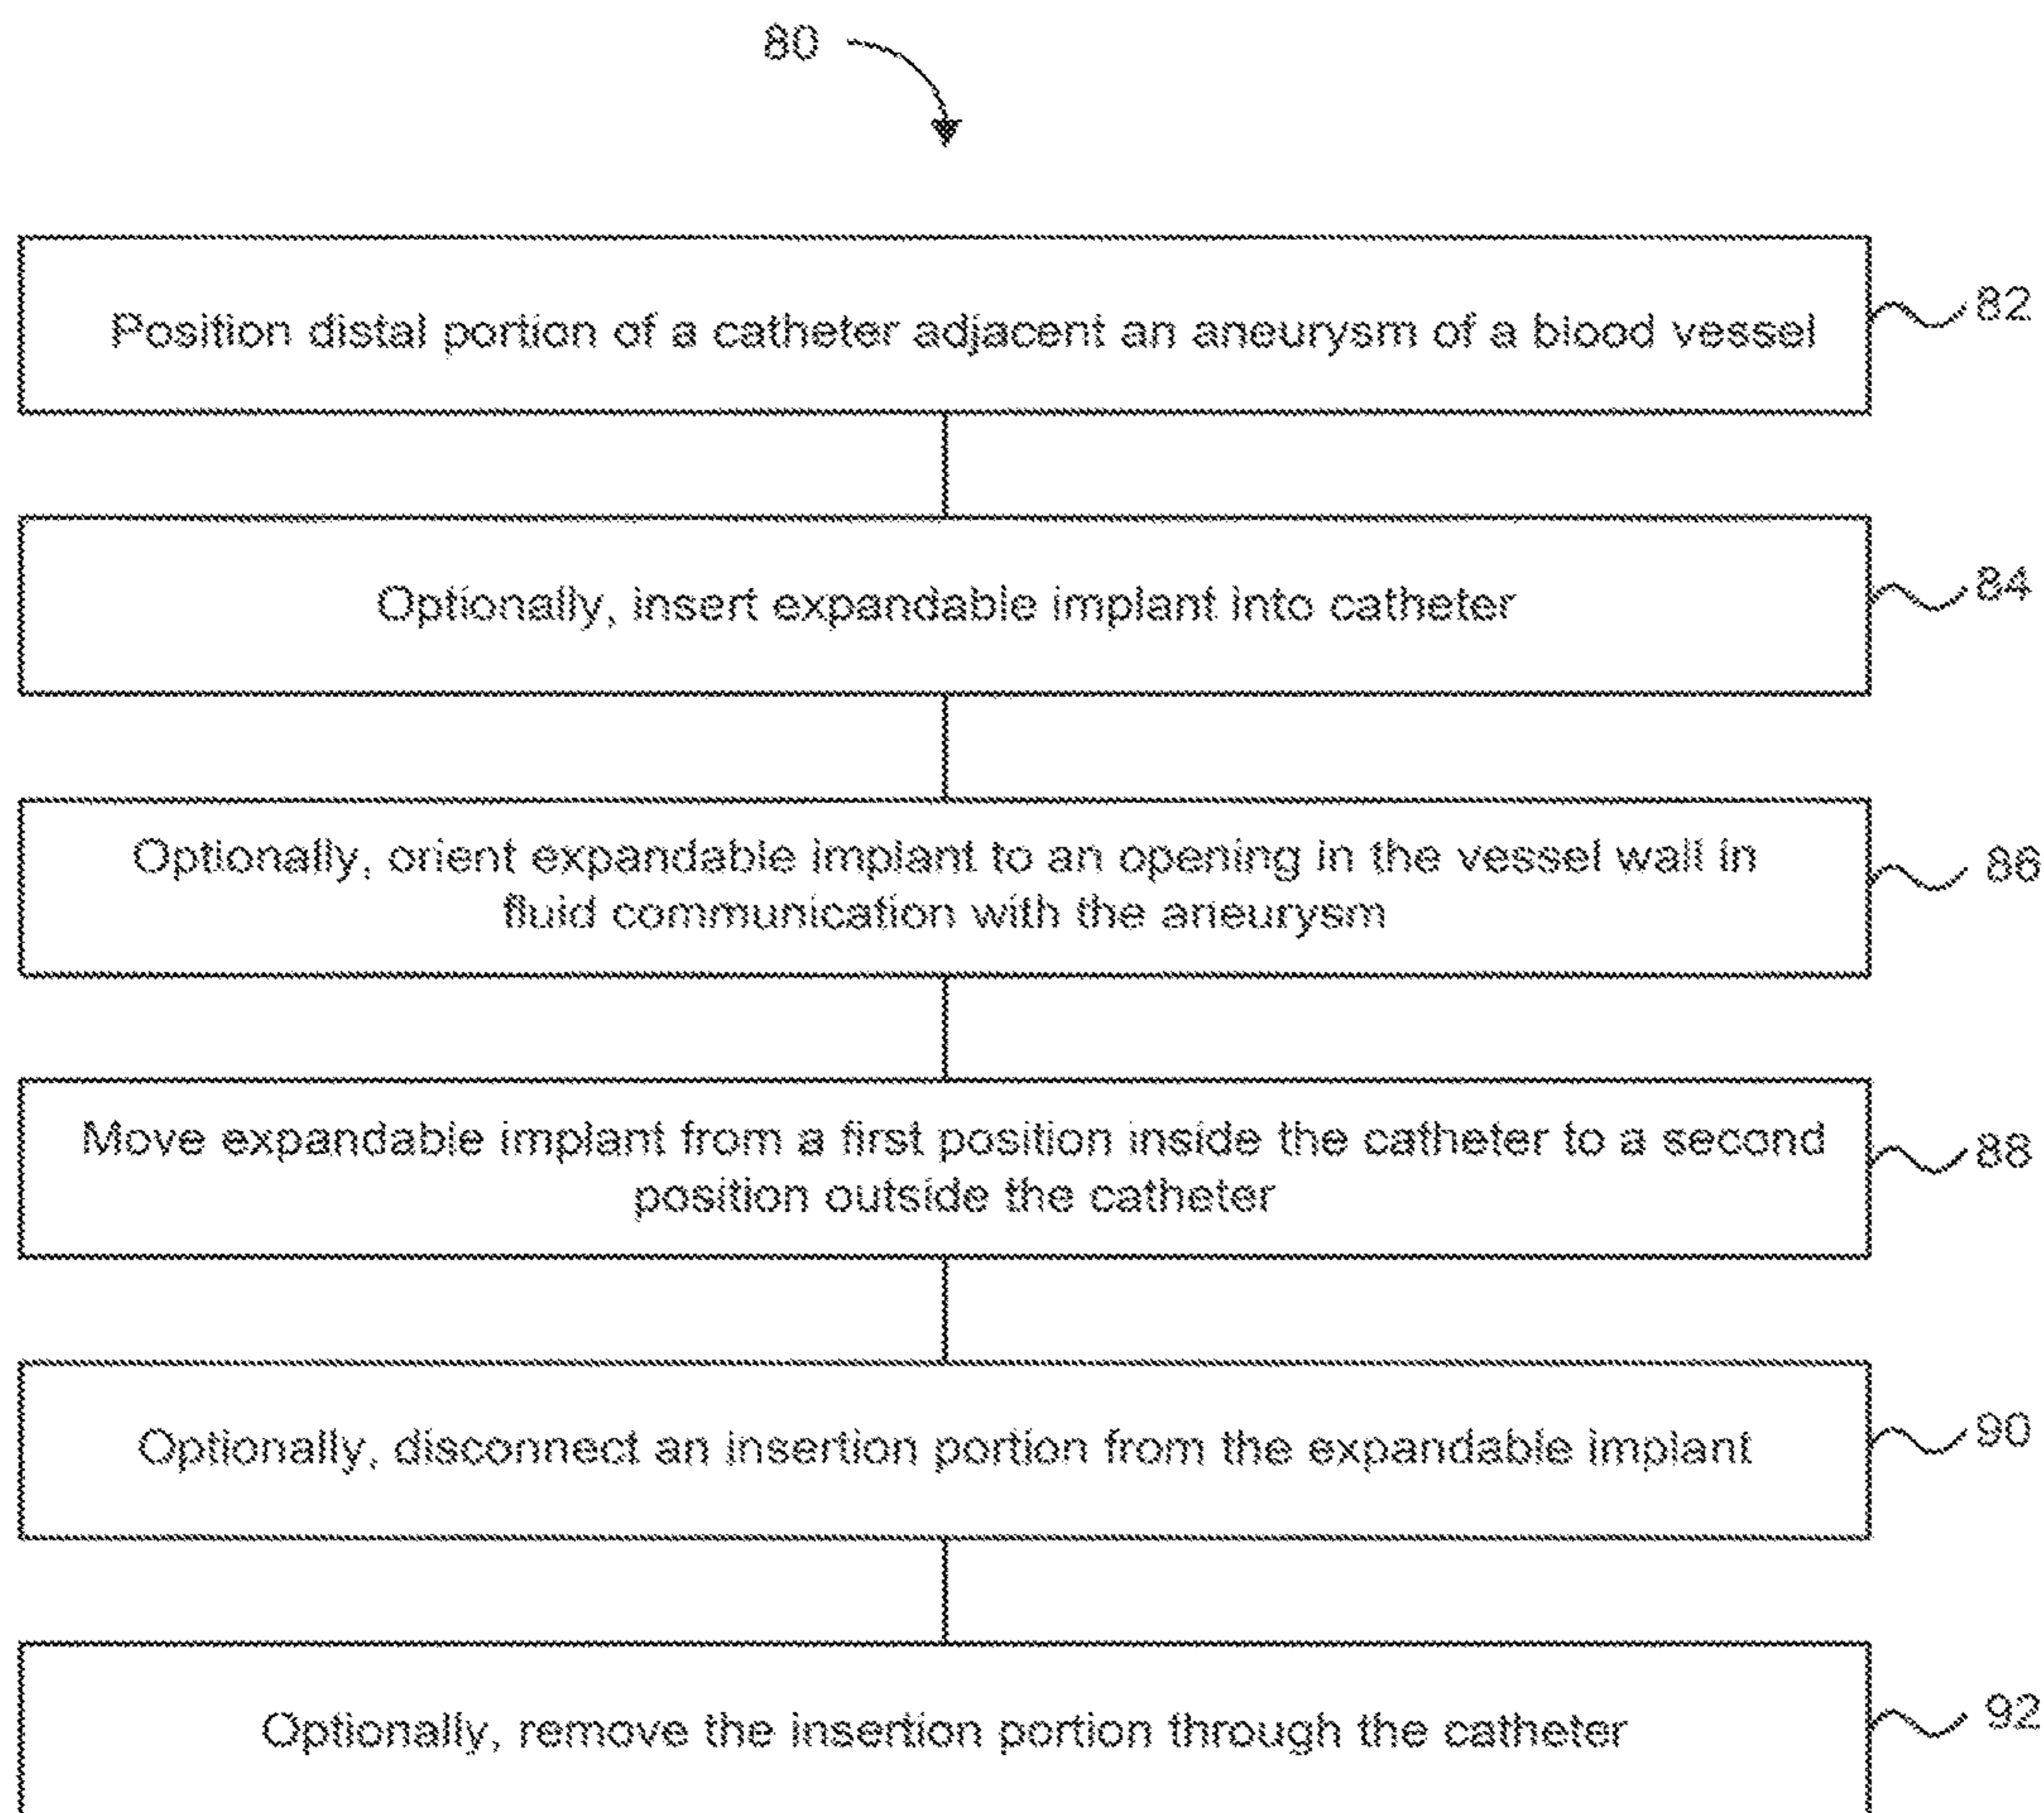 80
Position distal portion of a catheter adjacent an aneurysm of a blood vessel
82
Optionally, insert expandable implant into catheter
84
Optionally, orient expandable implant to an opening in the vessel wall in
fluid communication with the aneurysm
86
Move expandable implant from a first position inside the catheter to a second
position outside the catheter
88
Optionally, disconnect an insertion portion from the expandable implant
90
Optionally, remove the insertion portion through the catheter
92